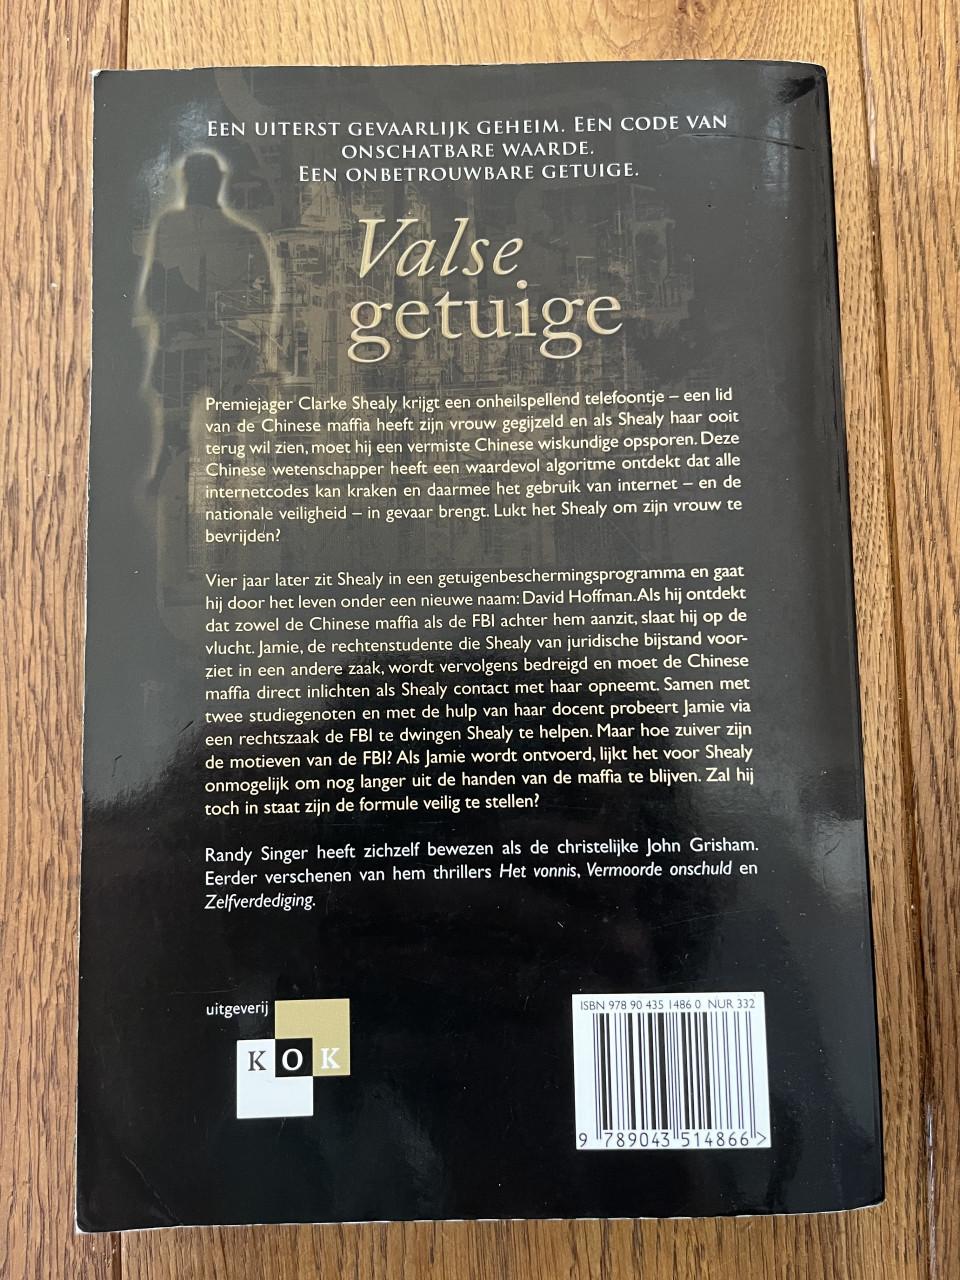 EEN UITERST GEVAARLIJK GEHEIM. EEN CODE VAN
ONSCHATBARE WAARDE.
EEN ONBETROUWBARE GETUIGE.
Valse
getuige
Premiejager Clarke Shealy krijgt een onheilspellend telefoontje – een lid
van de Chinese maffia heeft zijn vrouw gegijzeld en als Shealy haar ooit
terug wil zien, moet hij een vermiste Chinese wiskundige opsporen. Deze
Chinese wetenschapper heeft een waardevol algoritme ontdekt dat alle
internetcodes kan kraken en daarmee het gebruik van internet – en de
nationale veiligheid – in gevaar brengt. Lukt het Shealy om zijn vrouw te
bevrijden?
Vier jaar later zit Shealy in een getuigenbeschermingsprogramma en gaat
hij door het leven onder een nieuwe naam: David Hoffman. Als hij ontdekt
dat zowel de Chinese maffia als de FBI achter hem aanzit, slaat hij op de
vlucht. Jamie, de rechtenstudente die Shealy van juridische bijstand voor-
ziet in een andere zaak, wordt vervolgens bedreigd en moet de Chinese
maffia direct inlichten als Shealy contact met haar opneemt. Samen met
twee studiegenoten en met de hulp van haar docent probeert Jamie via
een rechtszaak de FBI te dwingen Shealy te helpen. Maar hoe zuiver zijn
de motieven van de FBI? Als Jamie wordt ontvoerd, lijkt het voor Shealy
onmogelijk om nog langer uit de handen van de maffia te blijven. Zal hij
toch in staat zijn de formule veilig te stellen?
Randy Singer heeft zichzelf bewezen als de christelijke John Grisham.
Eerder verschenen van hem thrillers Het vonnis, Vermoorde onschuld en
Zelfverdediging.
uitgeverij
KOK
ISBN 978 90 435 1486 0 NUR 332
9 789043 514866 >